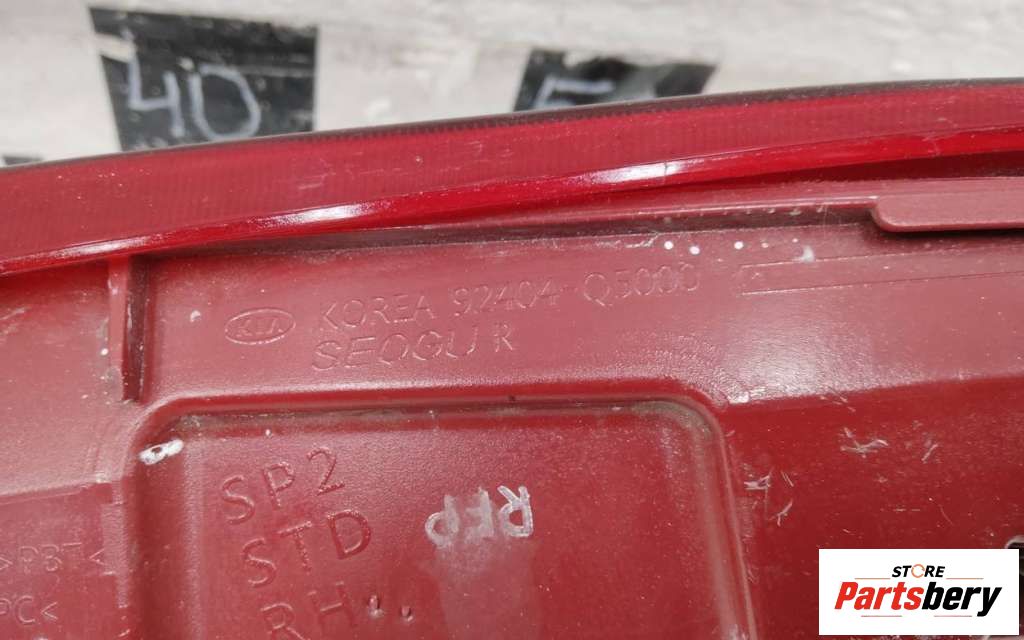 40
KIA KOREA 92404-Q5000
SEOGU R
SP2
STD
RH
RFP
>PBT<
PC<
STORE
Partsbery